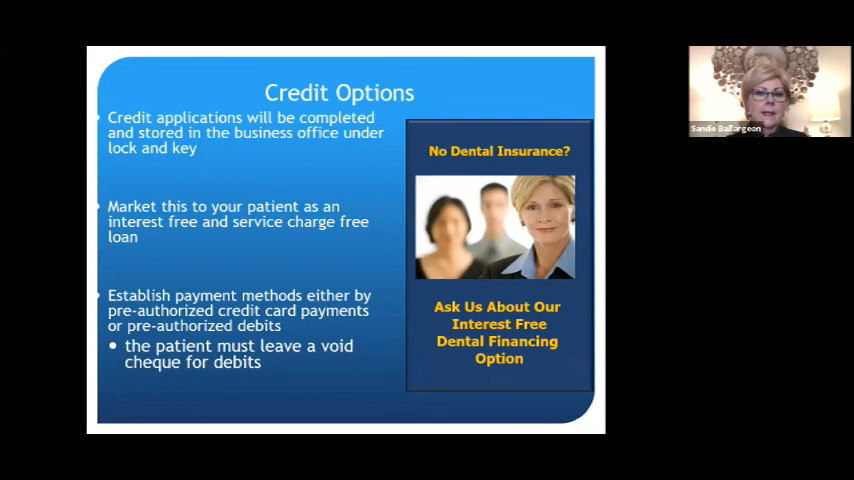 Credit Options
Credit applications will be completed
and stored in the business office under
lock and key
Market this to your patient as an
interest free and service charge free
loan
Establish payment methods either by
pre-authorized credit card payments
or pre-authorized debits
the patient must leave a void
cheque for debits
No Dental Insurance?
Ask Us About Our
Interest Free
Dental Financing
Option
Sandie Baillargeon